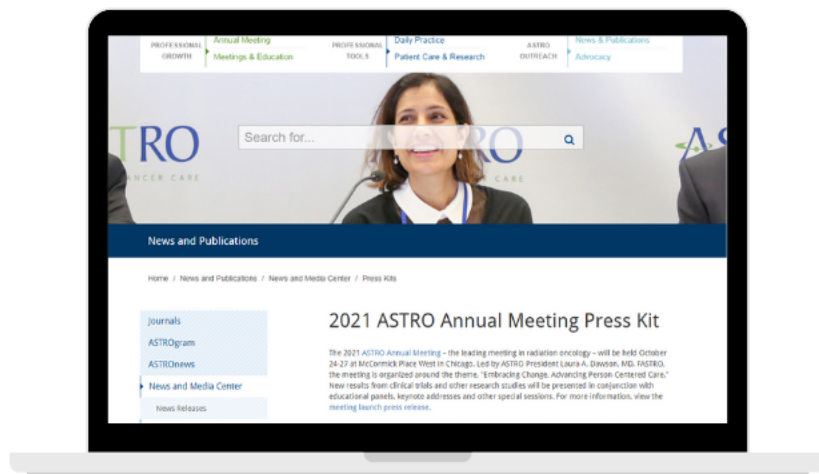 Annual Meeting
Daily Practice
News & Publications
PROFESSIONAL
GROWTH
Meetings & Education
PROFESSIONAL
TOOLS
Patient Care & Research
ASTRO
OUTREACH
Advocacy
Search for...
TRO
RO
AS
ANCER CARE
CARE
News and Publications
Home / News and Publications / News and Media Center / Press Kits
Journals
ASTROgram
ASTROnews
News and Media Center
News Releases
2021 ASTRO Annual Meeting Press Kit
The 2021 ASTRO Annual Meeting – the leading meeting in radiation oncology – will be held October
24-27 at McCormick Place West in Chicago. Led by ASTRO President Laura A. Dawson, MD, FASTRO,
the meeting is organized around the theme, "Embracing Change, Advancing Person-Centered Care."
New results from clinical trials and other research studies will be presented in conjunction with
educational panels, keynote addresses and other special sessions. For more information, view the
meeting launch press release.